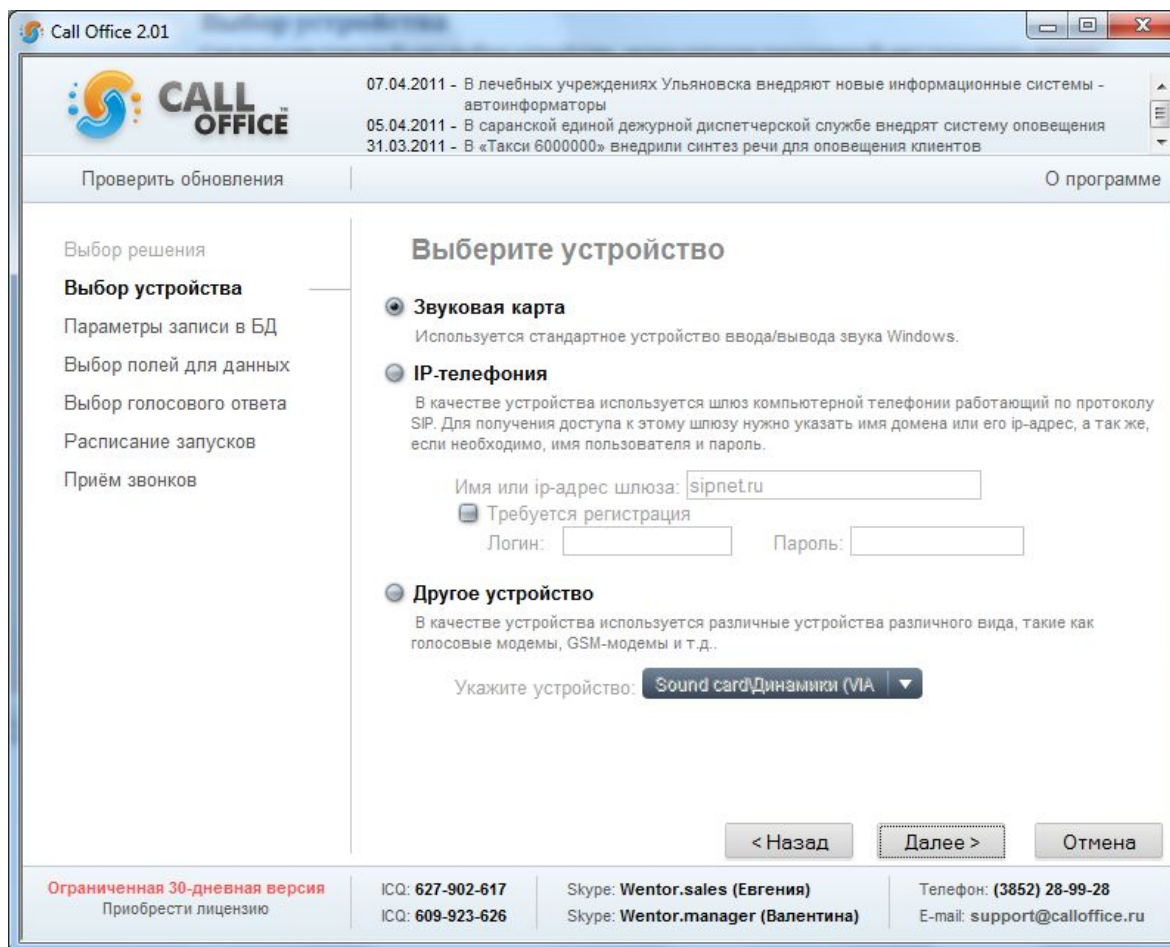 Call Office 2.01
CALL OFFICE™
07.04.2011 - В лечебных учреждениях Ульяновска внедряют новые информационные системы -
автоинформаторы
05.04.2011 - В саранской единой дежурной диспетчерской службе внедрят систему оповещения
31.03.2011 - В «Такси 6000000» внедрили синтез речи для оповещения клиентов
Проверить обновления
О программе
Выбор решения
Выбор устройства
Параметры записи в БД
Выбор полей для данных
Выбор голосового ответа
Расписание запусков
Приём звонков
Выберите устройство
Звуковая карта
Используется стандартное устройство ввода/вывода звука Windows.
IP-телефония
В качестве устройства используется шлюз компьютерной телефонии работающий по протоколу
SIP. Для получения доступа к этому шлюзу нужно указать имя домена или его ip-адрес, а так же,
если необходимо, имя пользователя и пароль.
Имя или ip-адрес шлюза: sipnet.ru
Требуется регистрация
Логин: Пароль:
Другое устройство
В качестве устройства используется различные устройства различного вида, такие как
голосовые модемы, GSM-модемы и т.д..
Укажите устройство: Sound card\Динамики (VIA
< Назад Далее > Отмена
Ограниченная 30-дневная версия
Приобрести лицензию
ICQ: 627-902-617
ICQ: 609-923-626
Skype: Wentor.sales (Евгения)
Skype: Wentor.manager (Валентина)
Телефон: (3852) 28-99-28
E-mail: support@calloffice.ru